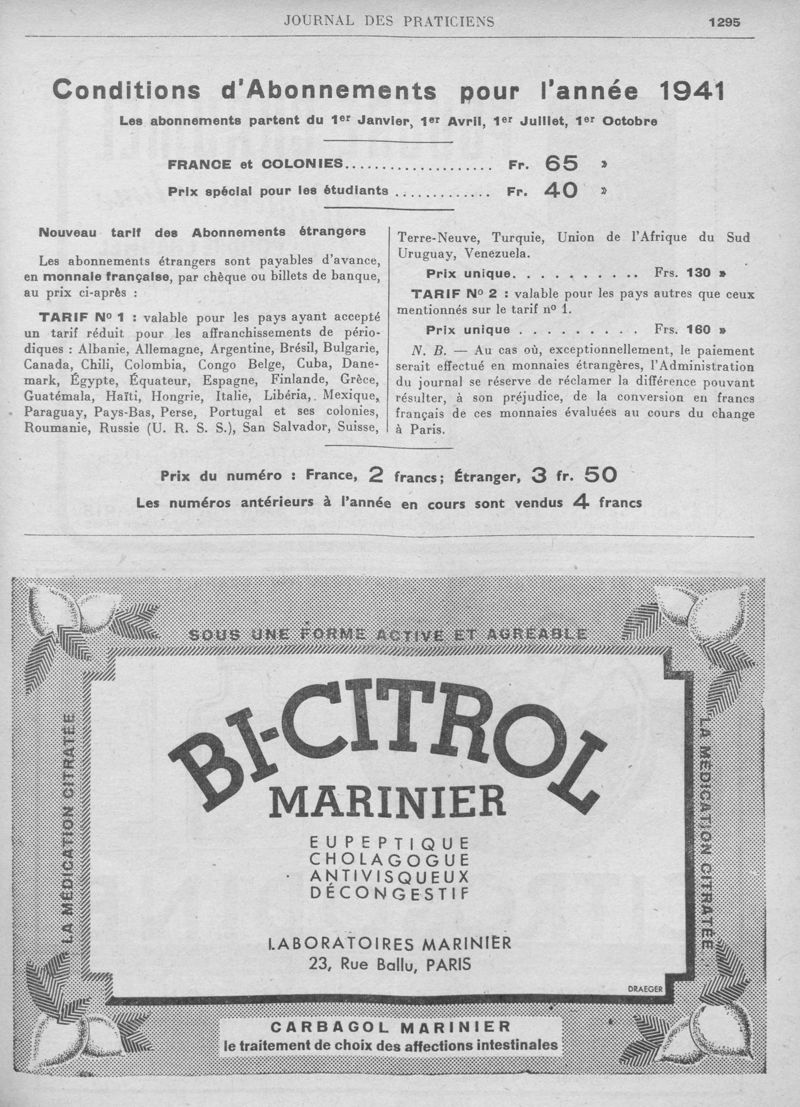 JOURNAL DES PRATICIENS 1295
Conditions d'Abonnements pour l'année 1941
Les abonnements partent du 1er Janvier, 1er Avril, 1er Juillet, 1er Octobre
FRANCE et COLONIES.................... Fr. 65 »
Prix spécial pour les étudiants ............. Fr. 40 »
Nouveau tarif des Abonnements étrangers
Les abonnements étrangers sont payables d'avance,
en monnaie française, par chèque ou billets de banque,
au prix ci-après :
TARIF No 1 : valable pour les pays ayant accepté
un tarif réduit pour les affranchissements de pério-
diques : Albanie, Allemagne, Argentine, Brésil, Bulgarie,
Canada, Chili, Colombia, Congo Belge, Cuba, Dane-
mark, Égypte, Équateur, Espagne, Finlande, Grèce,
Guatémala, Haïti, Hongrie, Italie, Libéria,. Mexique,
Paraguay, Pays-Bas, Perse, Portugal et ses colonies,
Roumanie, Russie (U. R. S. S.), San Salvador, Suisse,
Terre-Neuve, Turquie, Union de l'Afrique du Sud
Uruguay, Venezuela.
Prix unique. . . . . . . . . . Frs. 130 »
TARIF No 2 : valable pour les pays autres que ceux
mentionnés sur le tarif no 1.
Prix unique . . . . . . . . . Frs. 160 »
N. B. — Au cas où, exceptionnellement, le paiement
serait effectué en monnaies étrangères, l'Administration
du journal se réserve de réclamer la différence pouvant
résulter, à son préjudice, de la conversion en francs
français de ces monnaies évaluées au cours du change
à Paris.
Prix du numéro : France, 2 francs; Étranger, 3 fr. 50
Les numéros antérieurs à l'année en cours sont vendus 4 francs
SOUS UNE FORME ACTIVE ET AGRÉABLE
LA MÉDICATION CITRATÉE
BI-CITROL
MARINIER
EUPEPTIQUE
CHOLAGOGUE
ANTIVISQUEUX
DÉCONGESTIF
LABORATOIRES MARINIER
23, Rue Ballu, PARIS
DRAEGER
LA MÉDICATION CITRATÉE...
CARBAGOL MARINIER
le traitement de choix des affections intestinales